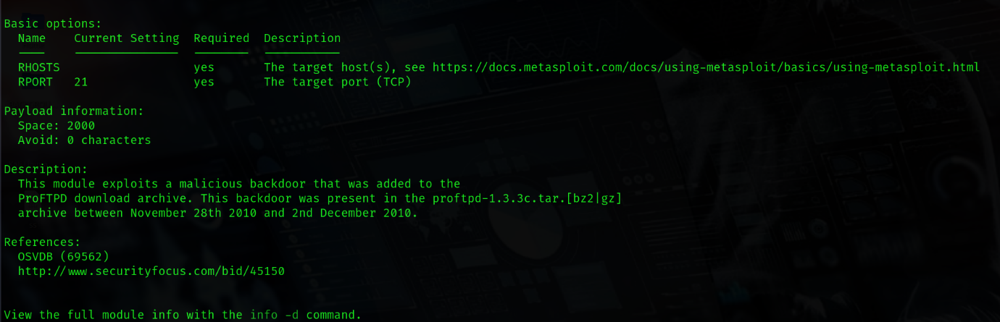 Basic options:
Name Current Setting Required Description
RHOSTS yes The target host(s), see https://docs.metasploit.com/docs/using-metasploit/basics/using-metasploit.html
RPORT 21 yes The target port (TCP)
Payload information:
Space: 2000
Avoid: 0 characters
Description:
This module exploits a malicious backdoor that was added to the
ProFTPD download archive. This backdoor was present in the proftpd-1.3.3c.tar.[bz2|gz]
archive between November 28th 2010 and 2nd December 2010.
References:
OSVDB (69562)
http://www.securityfocus.com/bid/45150
View the full module info with the info -d command.